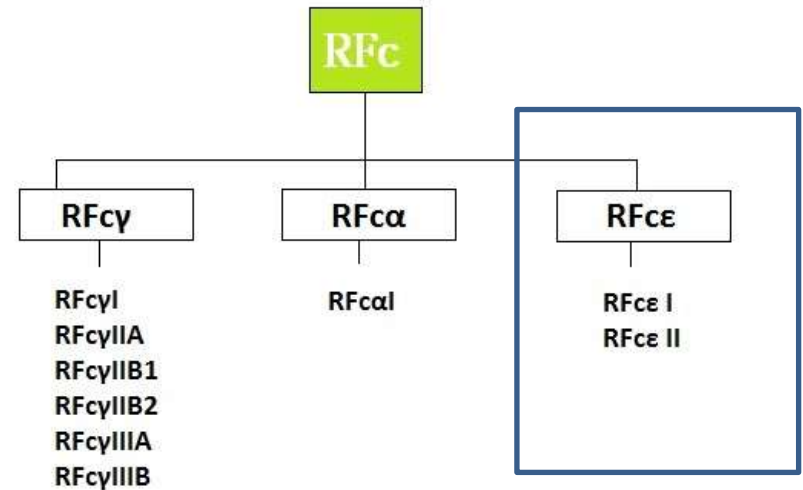 RFc
RFcγ
RFcα
RFcε
RFcγI
RFcγIIA
RFcγIIB1
RFcγIIB2
RFcγIIIA
RFcγIIIB
RFcαI
RFcε I
RFcε II